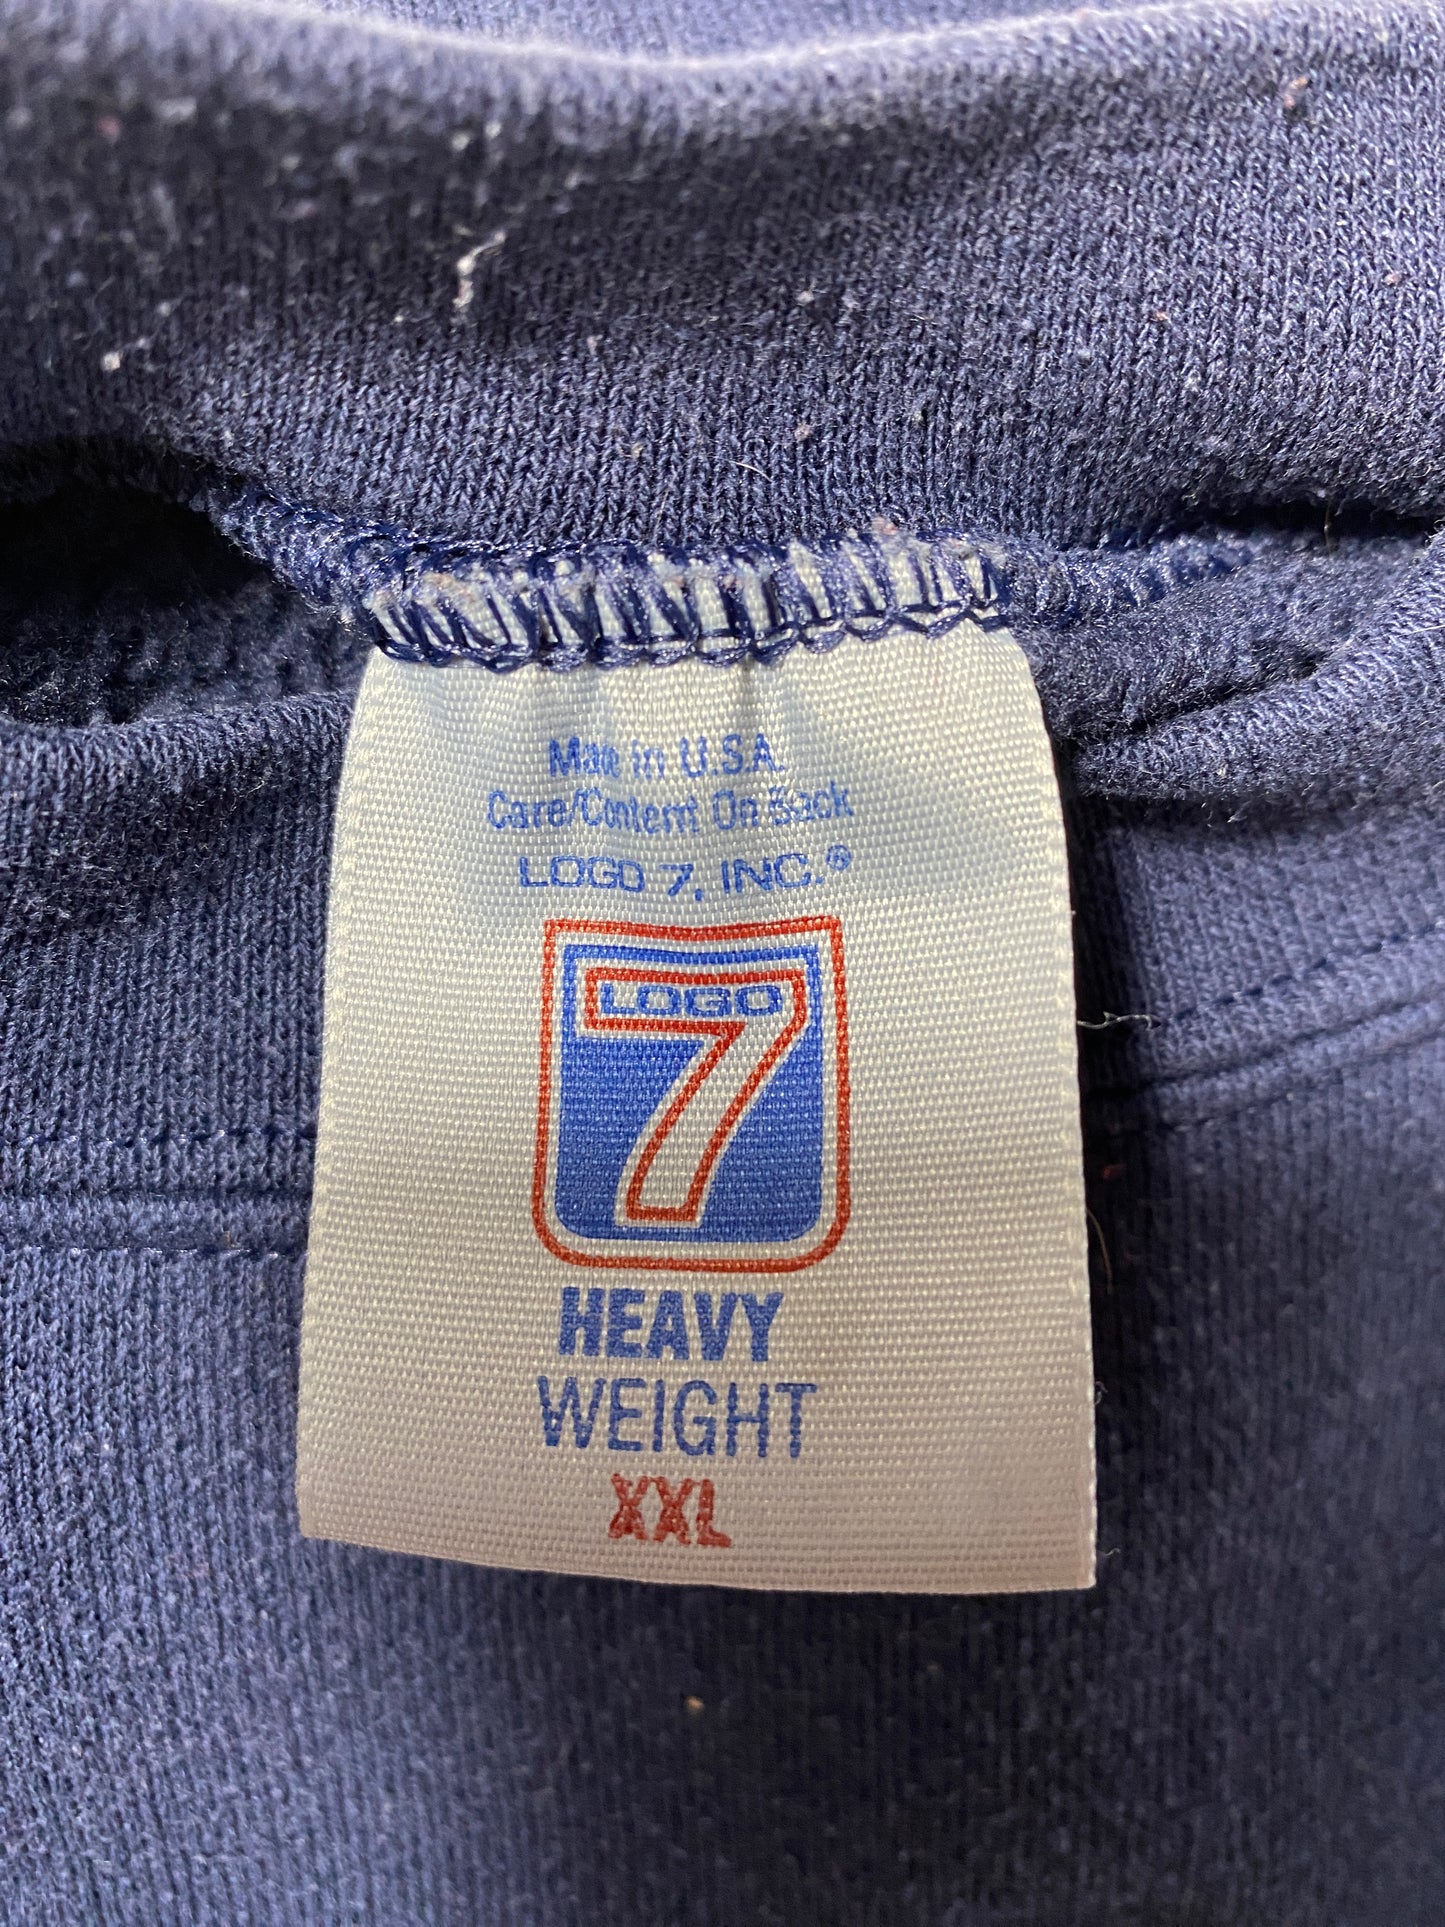 Made in U.S.A.
Care/Content On Back
LOGO 7, INC.®
LOGO
7
HEAVY
WEIGHT
XXL